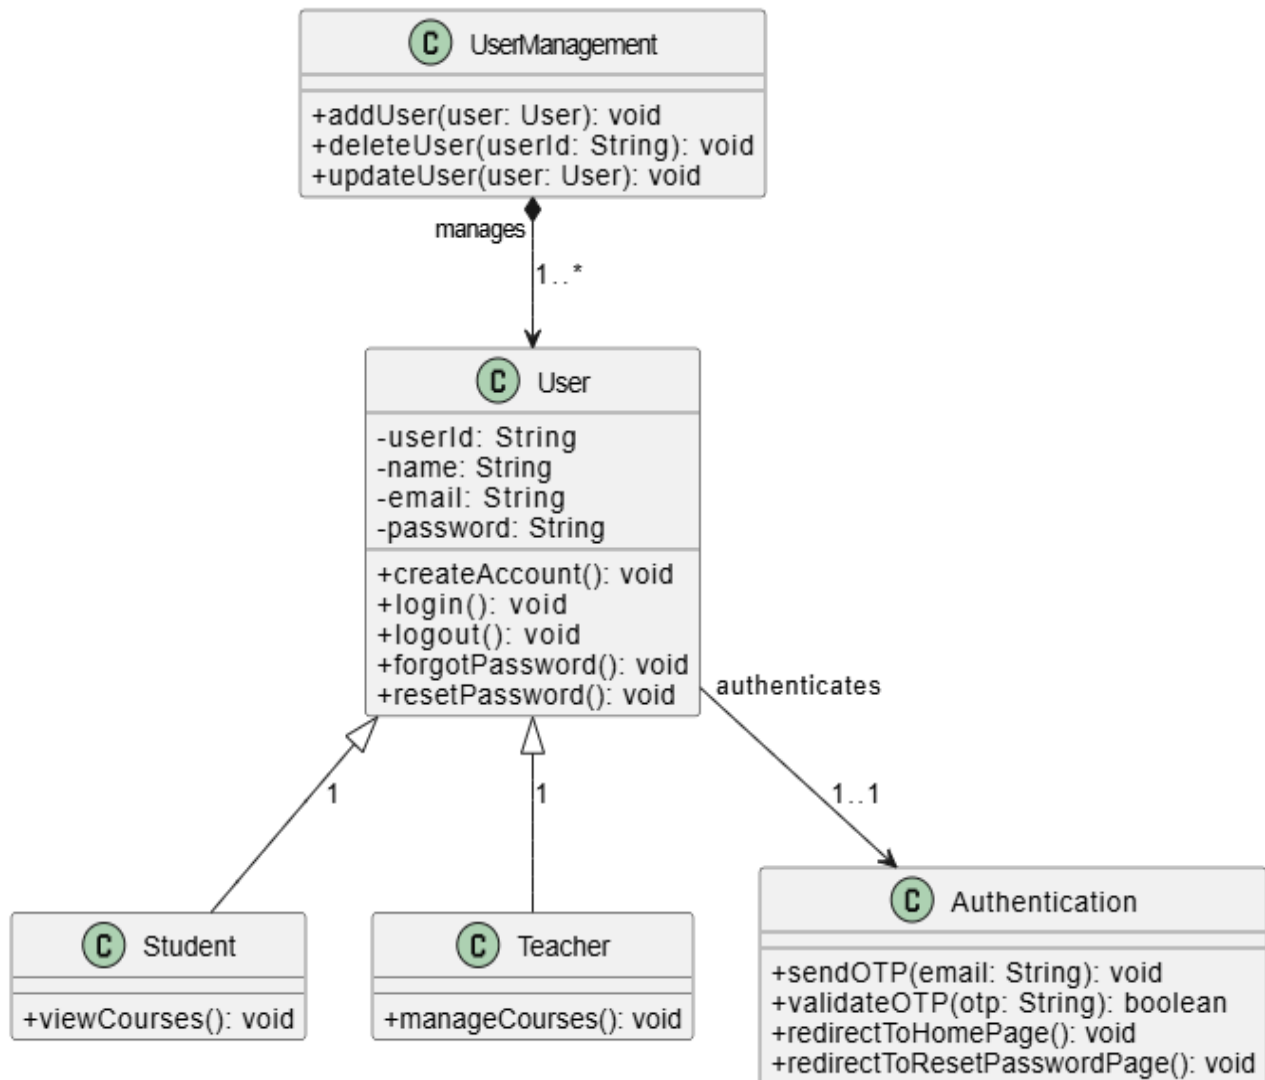 C UserManagement
+addUser(user: User): void
+deleteUser(userId: String): void
+updateUser(user: User): void
manages
1..*
C User
-userId: String
-name: String
-email: String
-password: String
+createAccount(): void
+login(): void
+logout(): void
+forgotPassword(): void
+resetPassword(): void
authenticates
1
1
1..1
C Student
+viewCourses(): void
C Teacher
+manageCourses(): void
C Authentication
+sendOTP(email: String): void
+validateOTP(otp: String): boolean
+redirectToHomePage(): void
+redirectToResetPasswordPage(): void